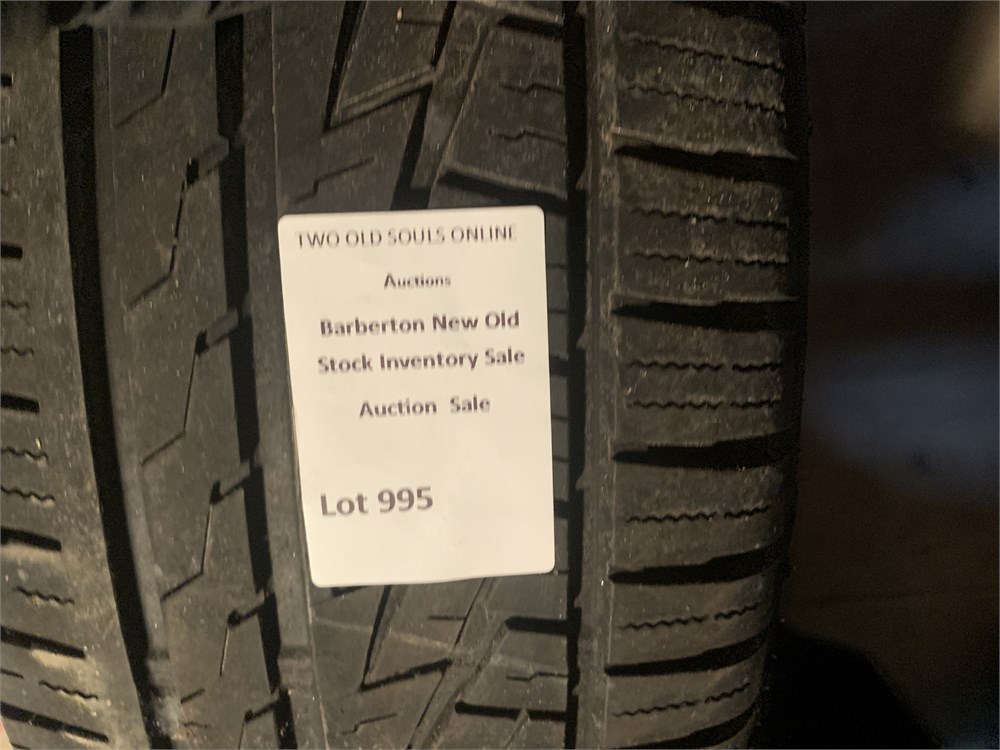 TWO OLD SOULS ONLINE
Auctions
Barberton New Old
Stock Inventory Sale
Auction Sale
Lot 995